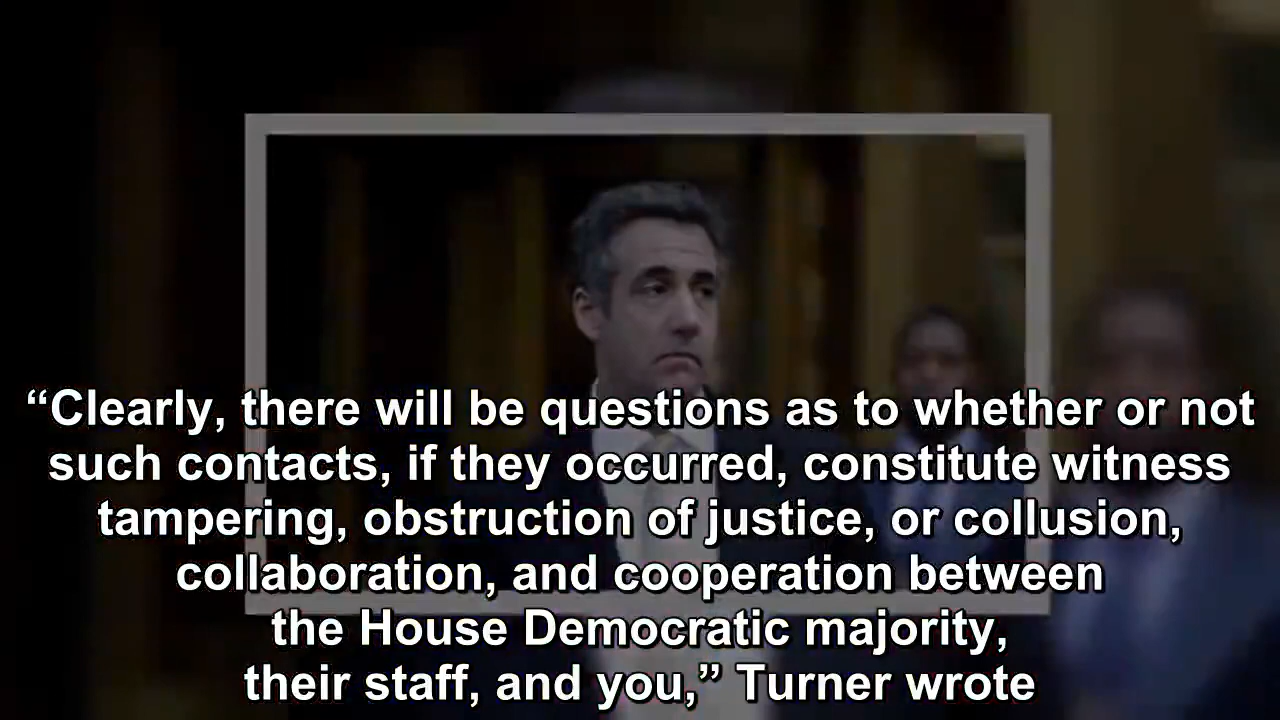 “Clearly, there will be questions as to whether or not
such contacts, if they occurred, constitute witness
tampering, obstruction of justice, or collusion,
collaboration, and cooperation between
the House Democratic majority,
their staff, and you,” Turner wrote